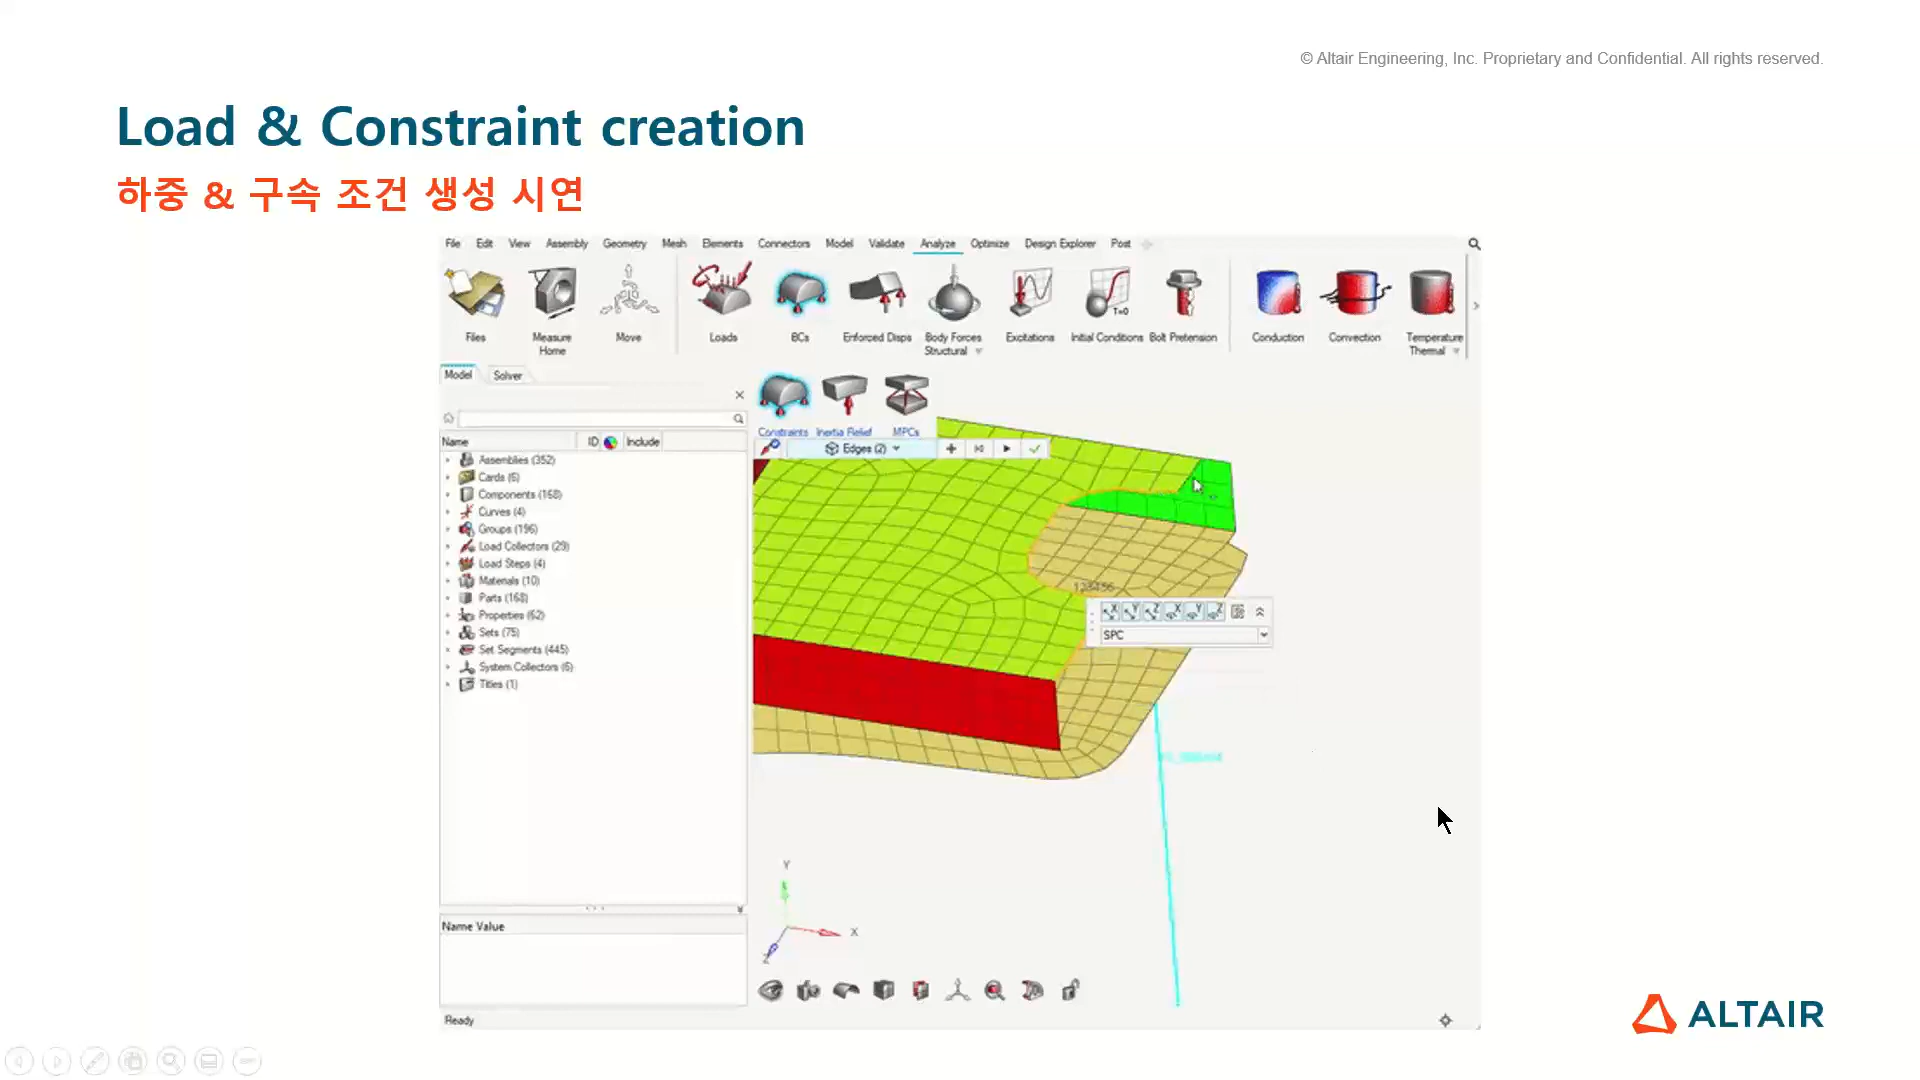 © Altair Engineering, Inc. Proprietary and Confidential. All rights reserved.
Load & Constraint creation
하중 & 구속 조건 생성 시연
File Edit View Assembly Geometry Mesh Elements Connectors Model Validate Analyze Optimize Design Explorer Post
Files Measure Move Loads BCs Enforced Disps Body Forces Excitations Initial Conditions Bolt Pretension Conduction Convection Temperature
T=0
Home Structural Thermal
Model Solver
Constraints Inertia Relief MPCs
Edges (2)
Name ID Include
Assemblies (352)
Cards (6)
Components (168)
Curves (4)
Groups (196)
Load Collectors (29)
Load Steps (4)
Materials (10)
Parts (168)
Properties (62)
Sets (75)
Set Segments (445)
System Collectors (6)
Titles (1)
123456
X Y Z X Y Z
SPC
Name Value
Y
X
Z
Ready
ALTAIR